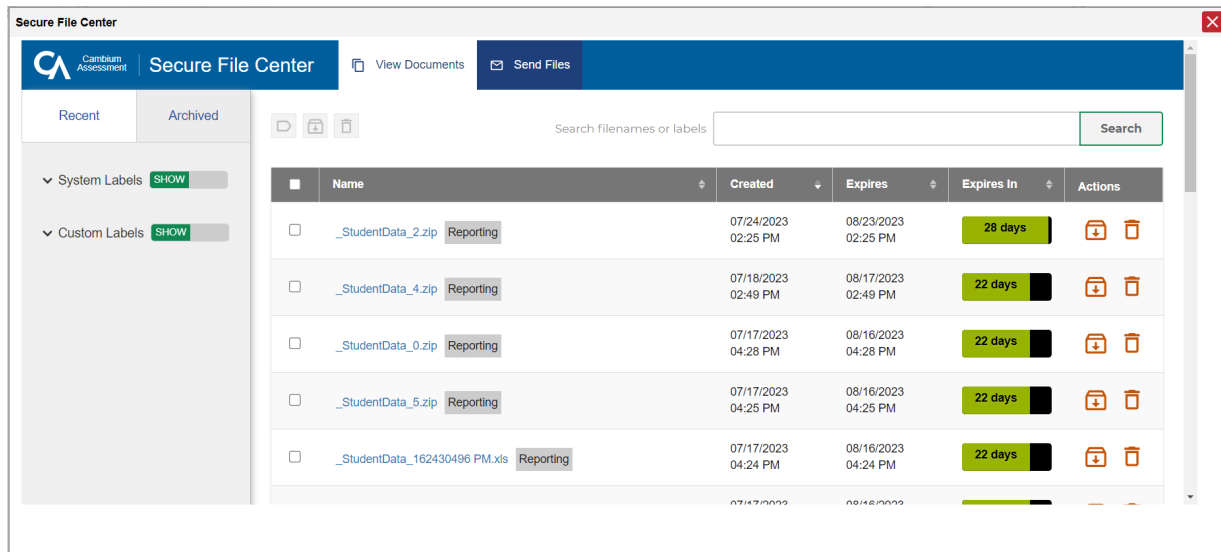 Secure File Center
Cambium
Assessment
Secure File Center
View Documents
Send Files
Recent
Archived
Search filenames or labels
Search
System Labels SHOW
Custom Labels SHOW
Name Created Expires Expires In Actions
_StudentData_2.zip Reporting
07/24/2023
02:25 PM
08/23/2023
02:25 PM
28 days
_StudentData_4.zip Reporting
07/18/2023
02:49 PM
08/17/2023
02:49 PM
22 days
_StudentData_0.zip Reporting
07/17/2023
04:28 PM
08/16/2023
04:28 PM
22 days
_StudentData_5.zip Reporting
07/17/2023
04:25 PM
08/16/2023
04:25 PM
22 days
_StudentData_162430496 PM.xls Reporting
07/17/2023
04:24 PM
08/16/2023
04:24 PM
22 days
07/17/2023
08/16/2023